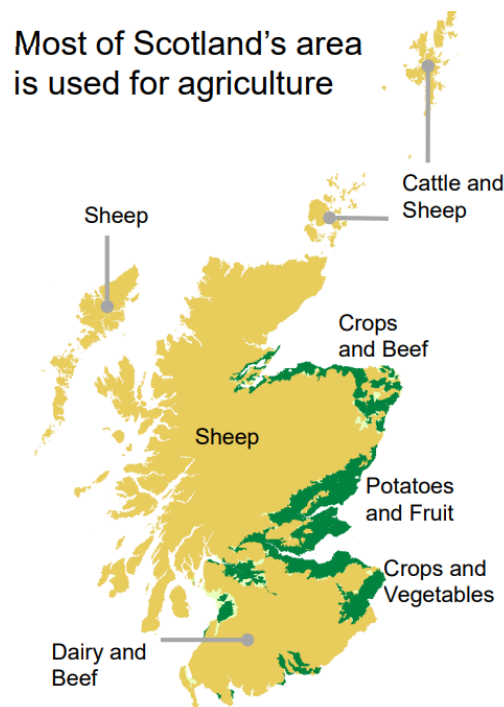 Most of Scotland's area
is used for agriculture
Cattle and
Sheep
Sheep
Crops
and Beef
Sheep
Potatoes
and Fruit
Crops and
Vegetables
Dairy and
Beef